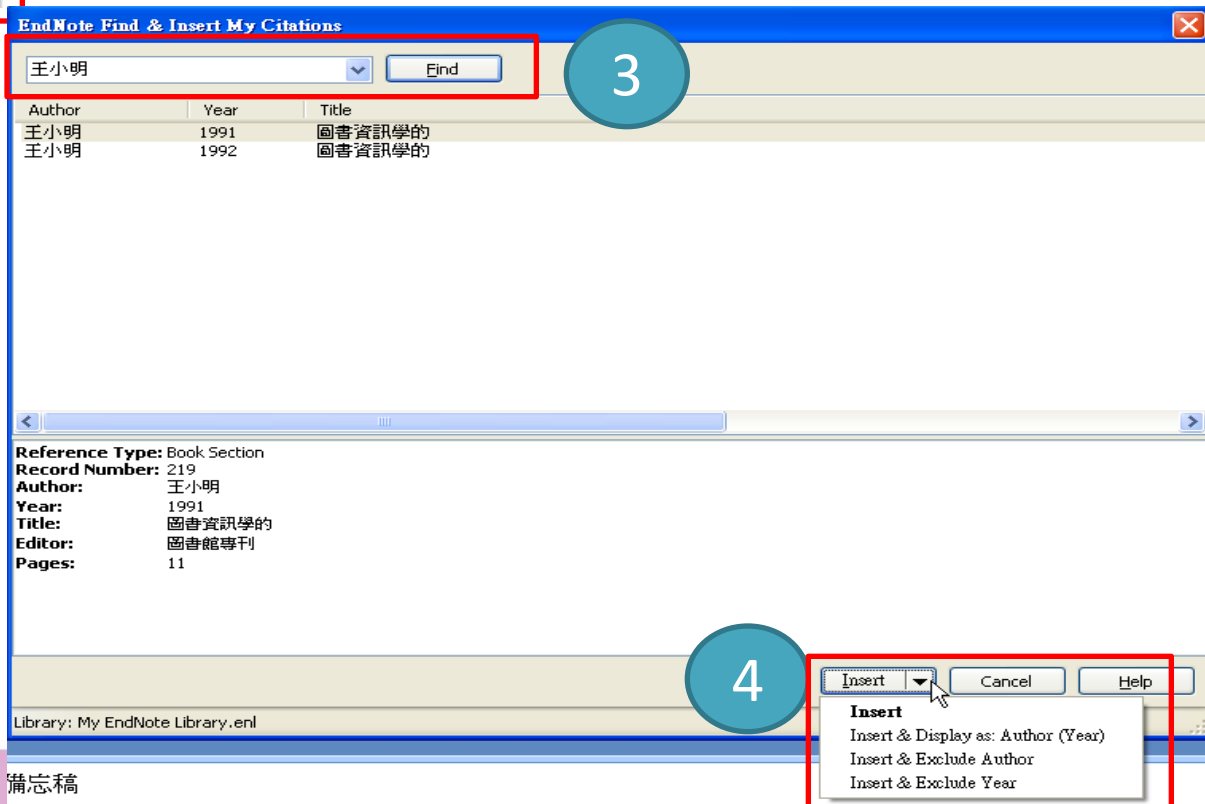 EndNote Find & Insert My Citations
王小明 Find
3
Author Year Title
王小明 1991 圖書資訊學的
王小明 1992 圖書資訊學的
Reference Type: Book Section
Record Number: 219
Author: 王小明
Year: 1991
Title: 圖書資訊學的
Editor: 圖書館專刊
Pages: 11
4
Insert Cancel Help
Library: My EndNote Library.enl
Insert
Insert & Display as: Author (Year)
Insert & Exclude Author
Insert & Exclude Year
備忘稿